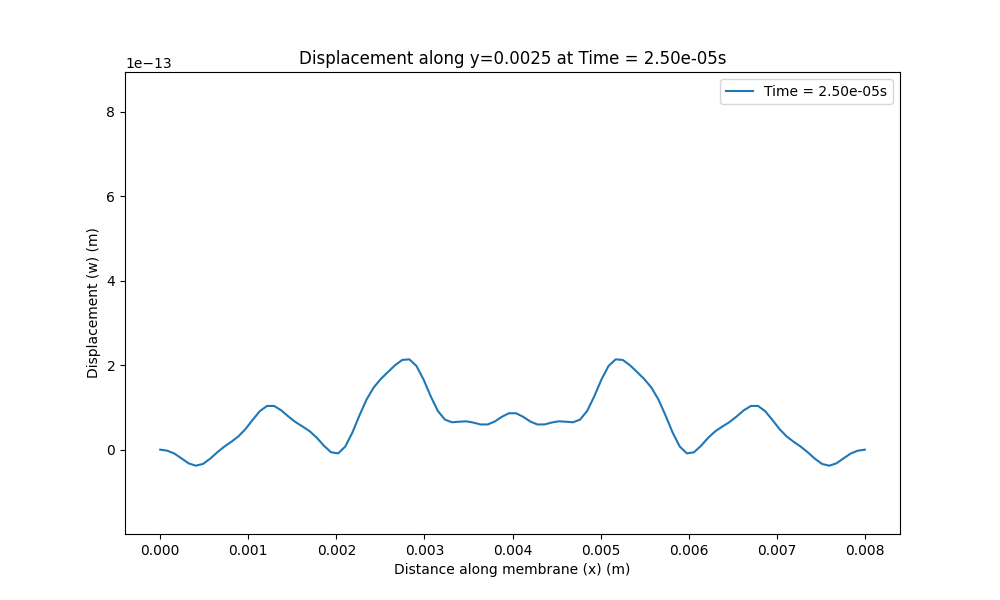 Displacement along y=0.0025 at Time = 2.50e-05s
1e−13
Time = 2.50e-05s
8
6
4
2
0
Displacement (w) (m)
0.000 0.001 0.002 0.003 0.004 0.005 0.006 0.007 0.008
Distance along membrane (x) (m)